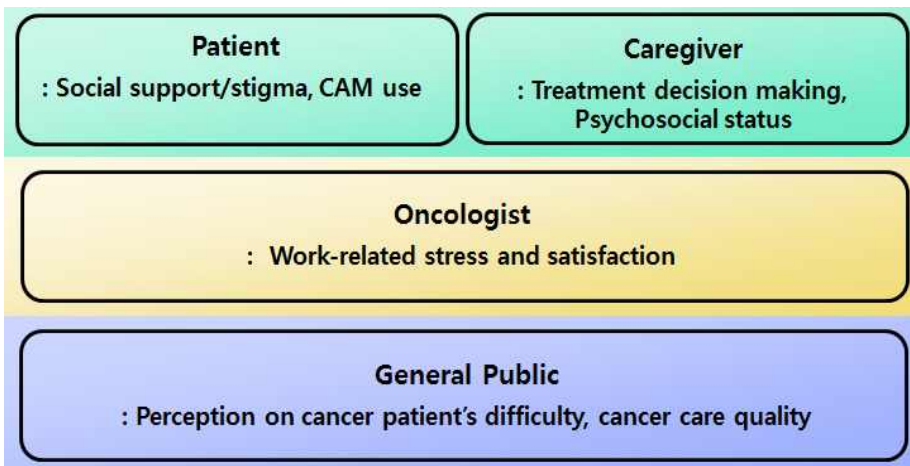 Patient
: Social support/stigma, CAM use
Caregiver
: Treatment decision making,
Psychosocial status
Oncologist
: Work-related stress and satisfaction
General Public
: Perception on cancer patient’s difficulty, cancer care quality